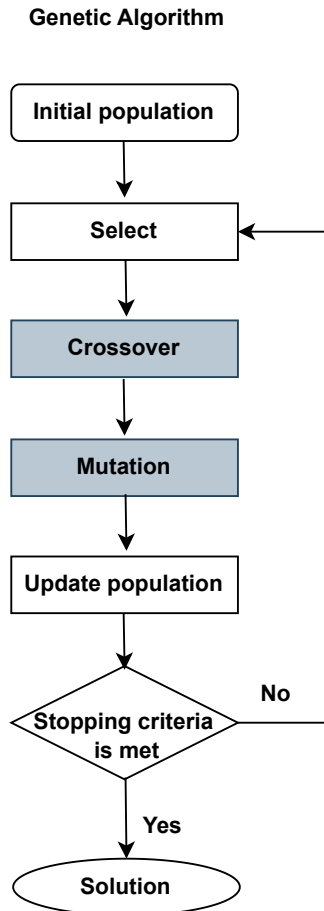 Genetic Algorithm
Initial population
Select
Crossover
Mutation
Update population
Stopping criteria
is met
No
Yes
Solution